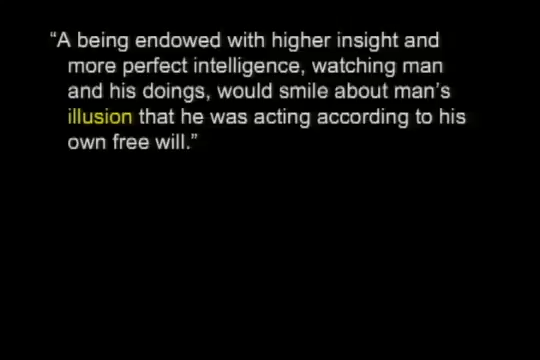 “A being endowed with higher insight and
more perfect intelligence, watching man
and his doings, would smile about man’s
illusion that he was acting according to his
own free will.”